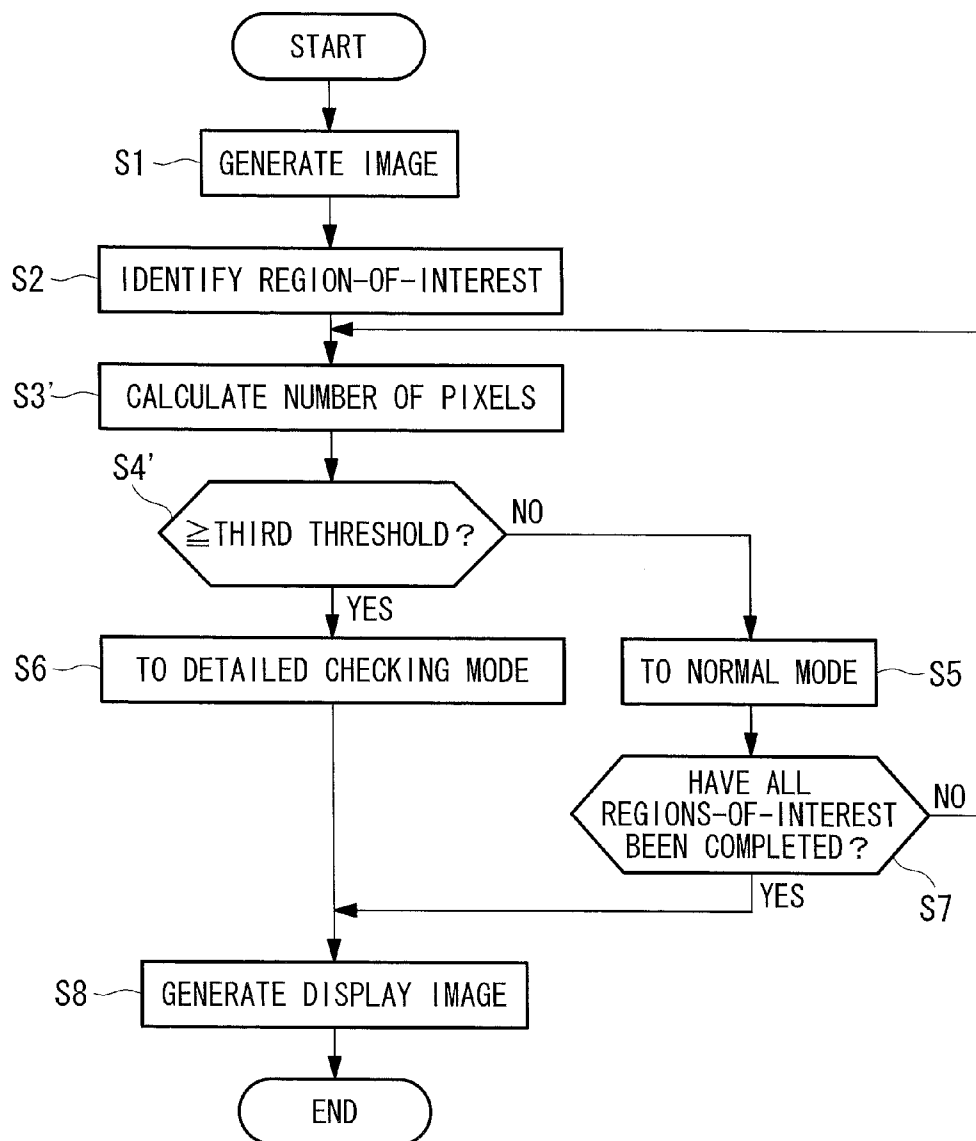 START
S1
GENERATE IMAGE
S2
IDENTIFY REGION-OF-INTEREST
S3'
CALCULATE NUMBER OF PIXELS
S4'
≧THIRD THRESHOLD?
NO
YES
S6
TO DETAILED CHECKING MODE
TO NORMAL MODE
S5
HAVE ALL
REGIONS-OF-INTEREST
BEEN COMPLETED?
NO
S7
YES
S8
GENERATE DISPLAY IMAGE
END